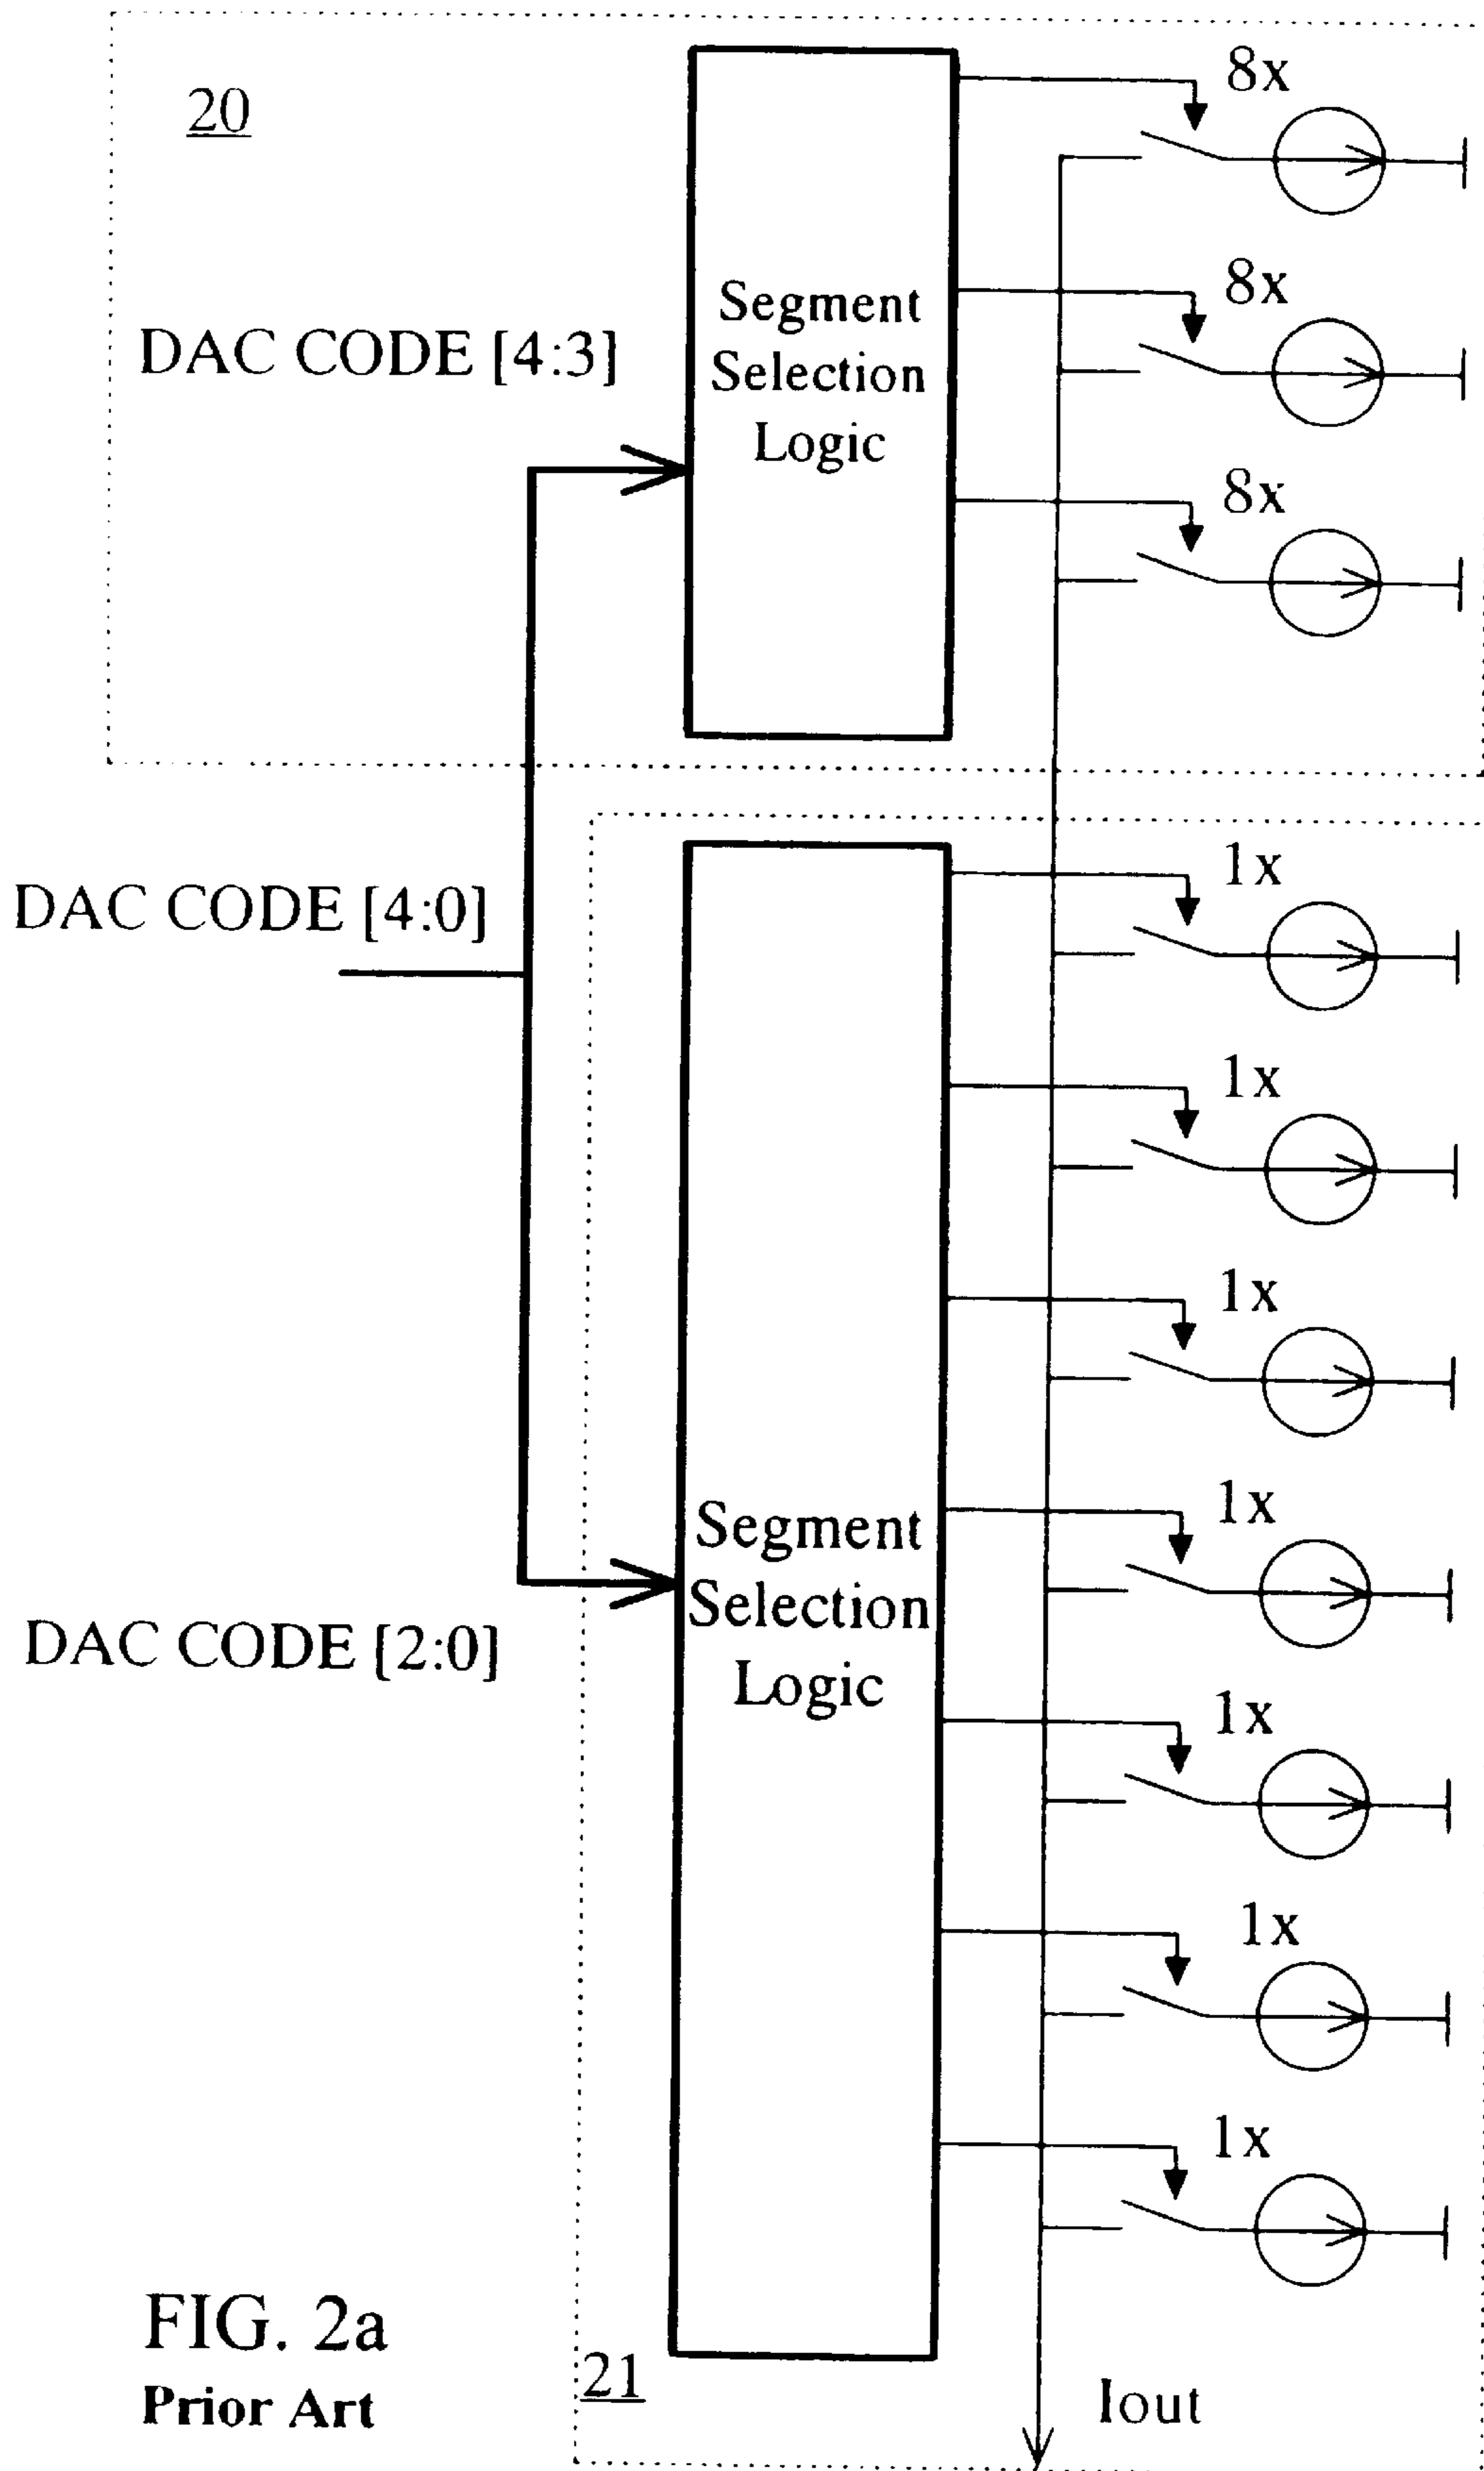 20
8x
8x
8x
DAC CODE [4:3]
Segment
Selection
Logic
DAC CODE [4:0]
1x
1x
1x
1x
1x
1x
1x
Segment
Selection
Logic
DAC CODE [2:0]
FIG. 2a
Prior Art
21
Iout